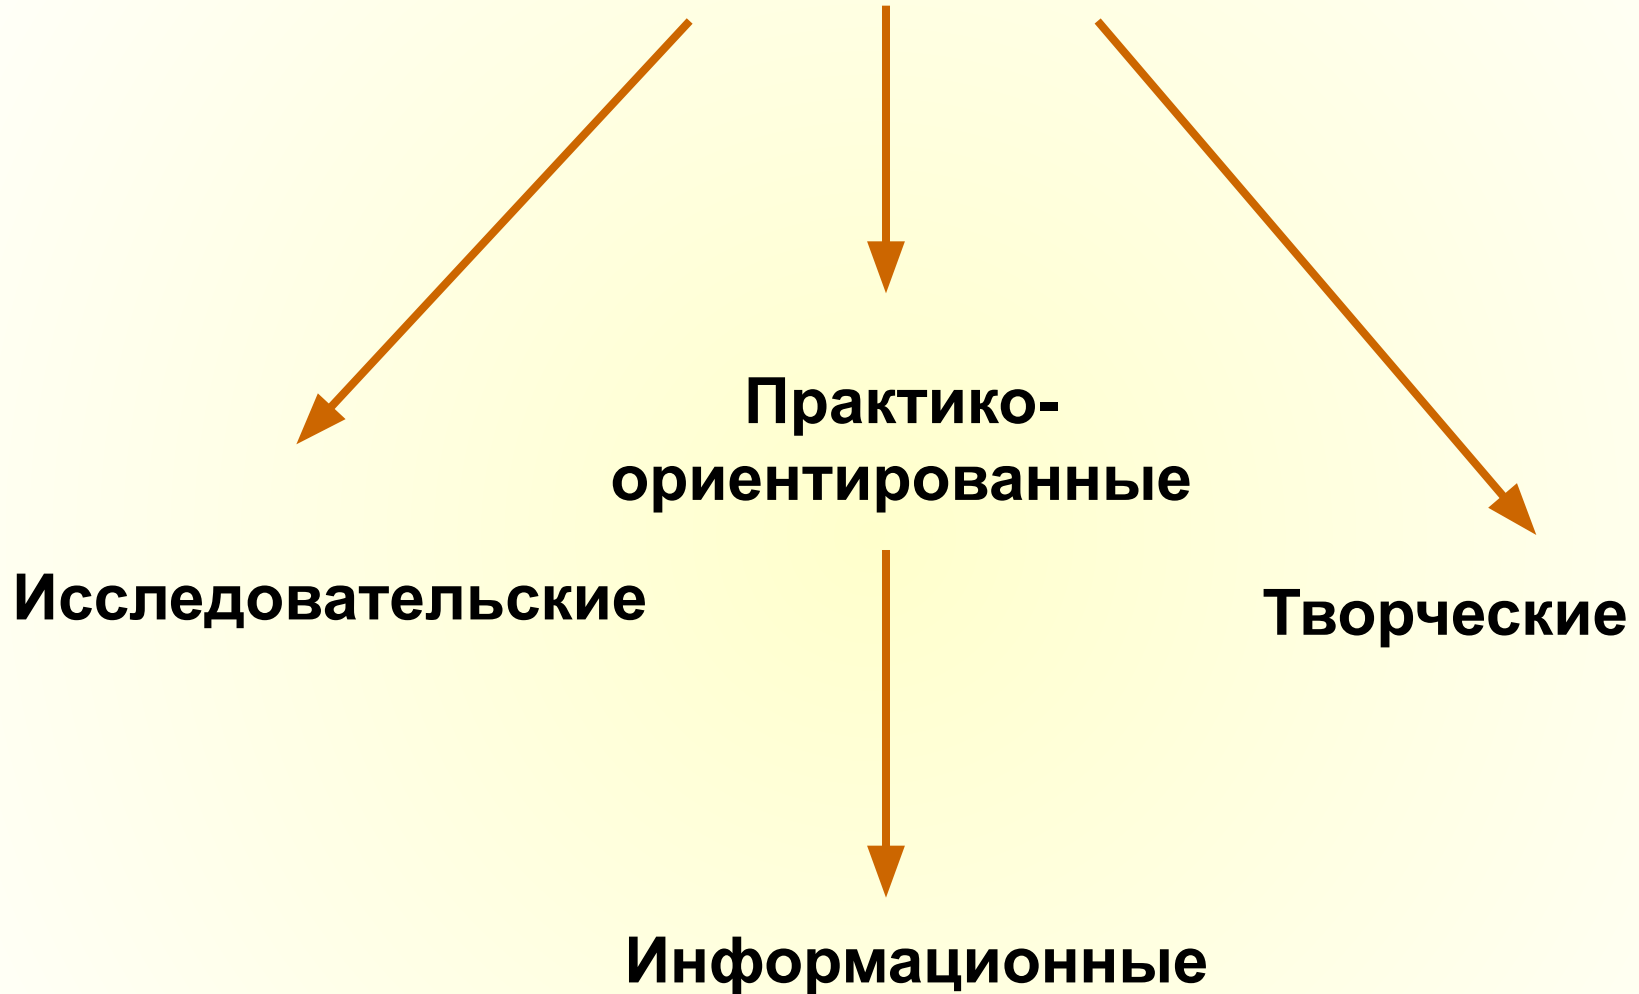 Практико-
ориентированные
Исследовательские
Творческие
Информационные